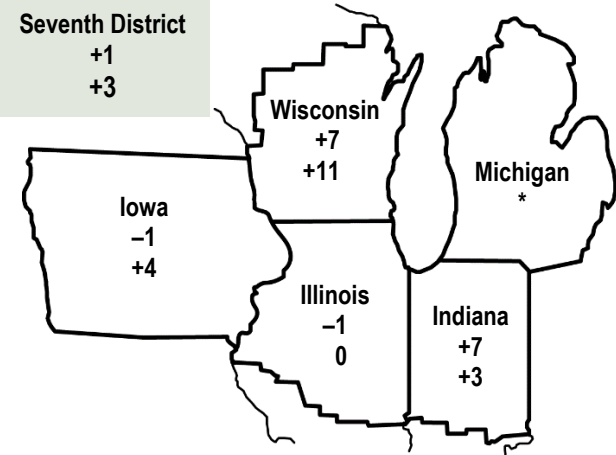 Seventh District
+1
+3
Wisconsin
+7
+11
Michigan
*
Iowa
–1
+4
Illinois
–1
0
Indiana
+7
+3